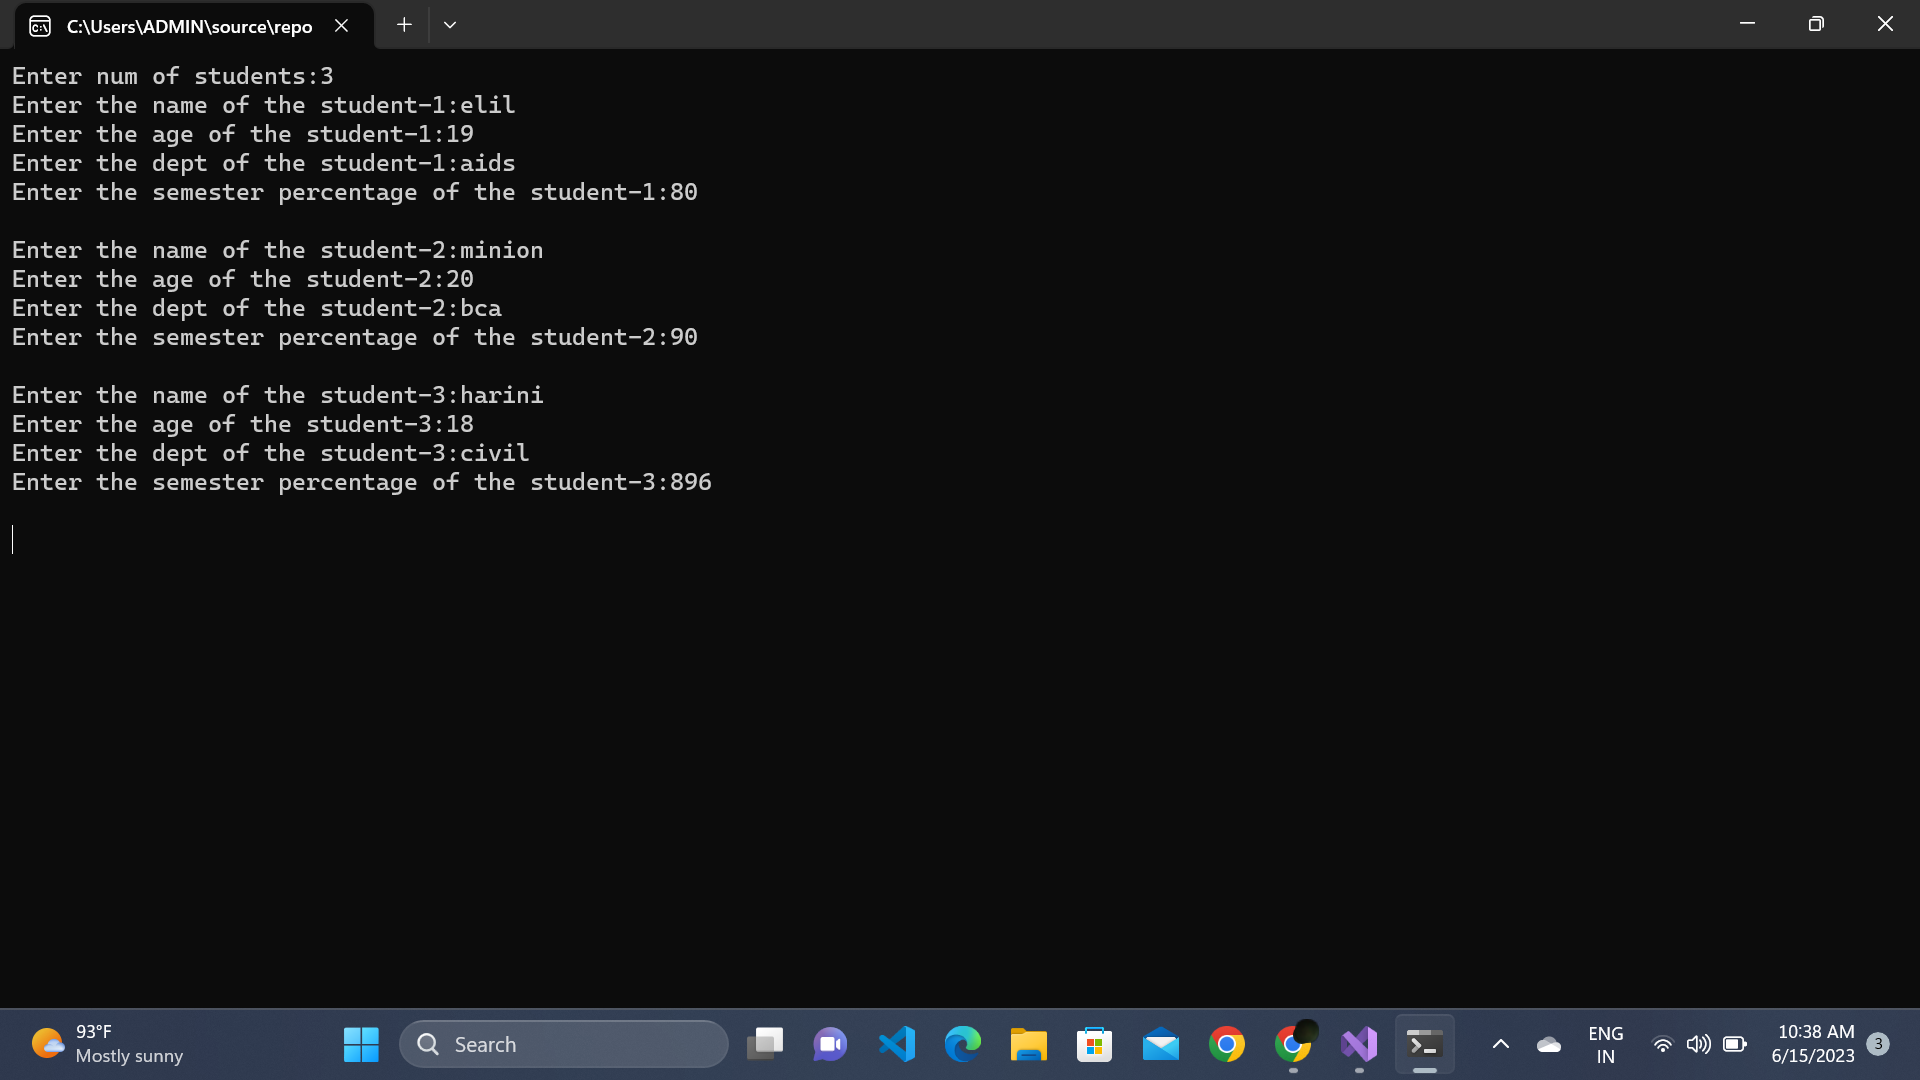 C:\Users\ADMIN\source\repo
Enter num of students:3
Enter the name of the student-1:elil
Enter the age of the student-1:19
Enter the dept of the student-1:aids
Enter the semester percentage of the student-1:80
Enter the name of the student-2:minion
Enter the age of the student-2:20
Enter the dept of the student-2:bca
Enter the semester percentage of the student-2:90
Enter the name of the student-3:harini
Enter the age of the student-3:18
Enter the dept of the student-3:civil
Enter the semester percentage of the student-3:896
93°F
Mostly sunny
Search
ENG
IN
10:38 AM
6/15/2023
3